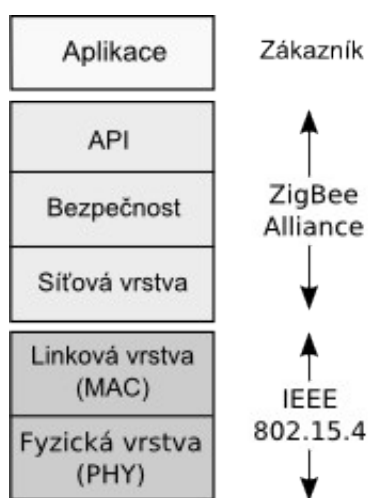 Aplikace
Zákazník
API
Bezpečnost
Síťová vrstva
ZigBee
Alliance
Linková vrstva
(MAC)
Fyzická vrstva
(PHY)
IEEE
802.15.4